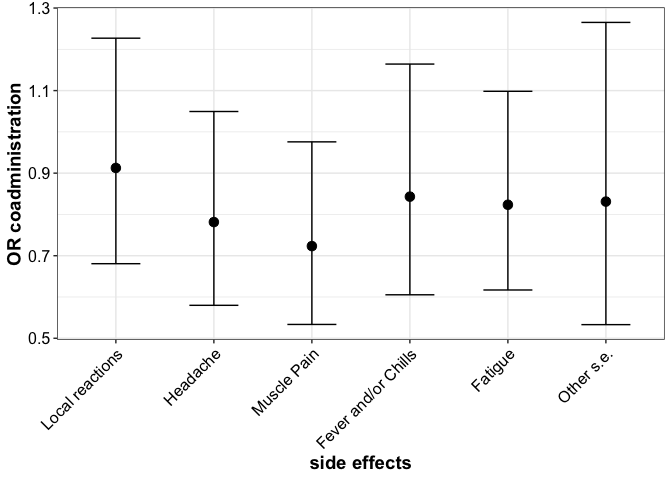 OR coadministration
1.3
1.1
0.9
0.7
0.5
Local reactions
Headache
Muscle Pain
Fever and/or Chills
Fatigue
Other s.e.
side effects